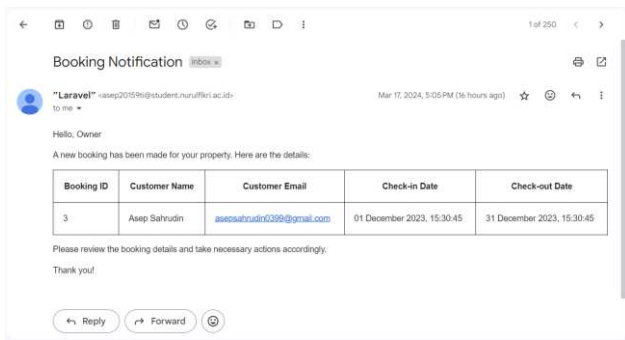 1 of 250
Booking Notification Inbox x
"Laravel" <asep20159ti@student.nurulfikri.ac.id> Mar 17, 2024, 5:05 PM (16 hours ago)
to me
Hello, Owner
A new booking has been made for your property. Here are the details:
Booking ID Customer Name Customer Email Check-in Date Check-out Date
3 Asep Sahrudin asepsahrudin0399@gmail.com 01 December 2023, 15:30:45 31 December 2023, 15:30:45
Please review the booking details and take necessary actions accordingly.
Thank you!
Reply Forward